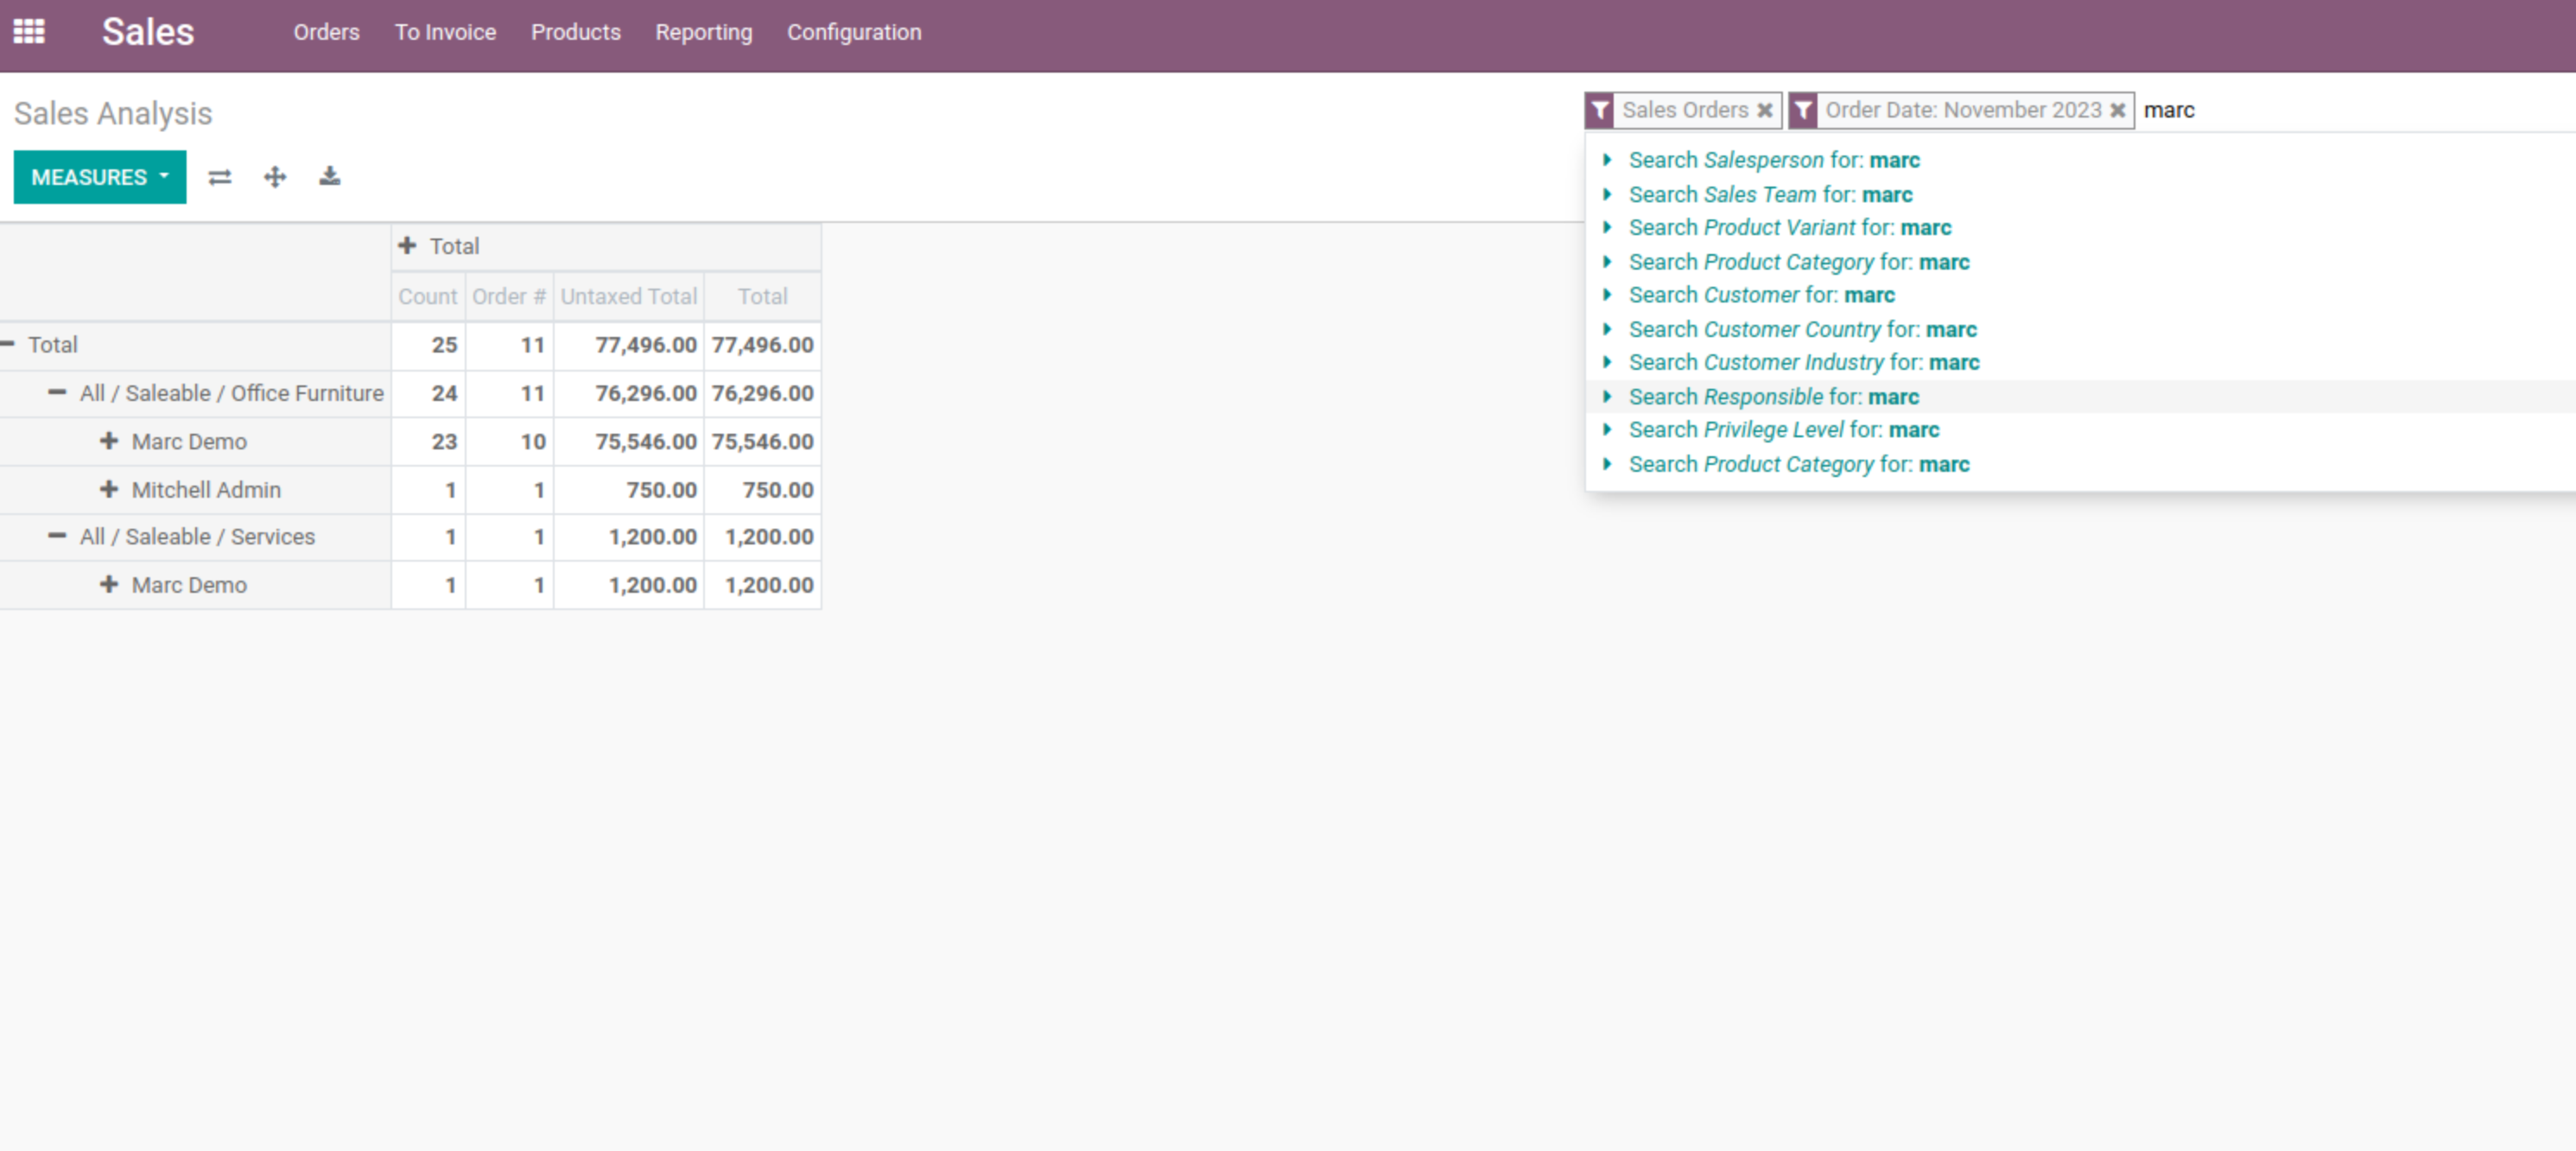 Sales Orders To Invoice Products Reporting Configuration
Sales Analysis
Sales Orders Order Date: November 2023 marc
MEASURES
Search Salesperson for: marc
Search Sales Team for: marc
Search Product Variant for: marc
Search Product Category for: marc
Search Customer for: marc
Search Customer Country for: marc
Search Customer Industry for: marc
Search Responsible for: marc
Search Privilege Level for: marc
Search Product Category for: marc
Total
Count Order # Untaxed Total Total
Total 25 11 77,496.00 77,496.00
All / Saleable / Office Furniture 24 11 76,296.00 76,296.00
Marc Demo 23 10 75,546.00 75,546.00
Mitchell Admin 1 1 750.00 750.00
All / Saleable / Services 1 1 1,200.00 1,200.00
Marc Demo 1 1 1,200.00 1,200.00